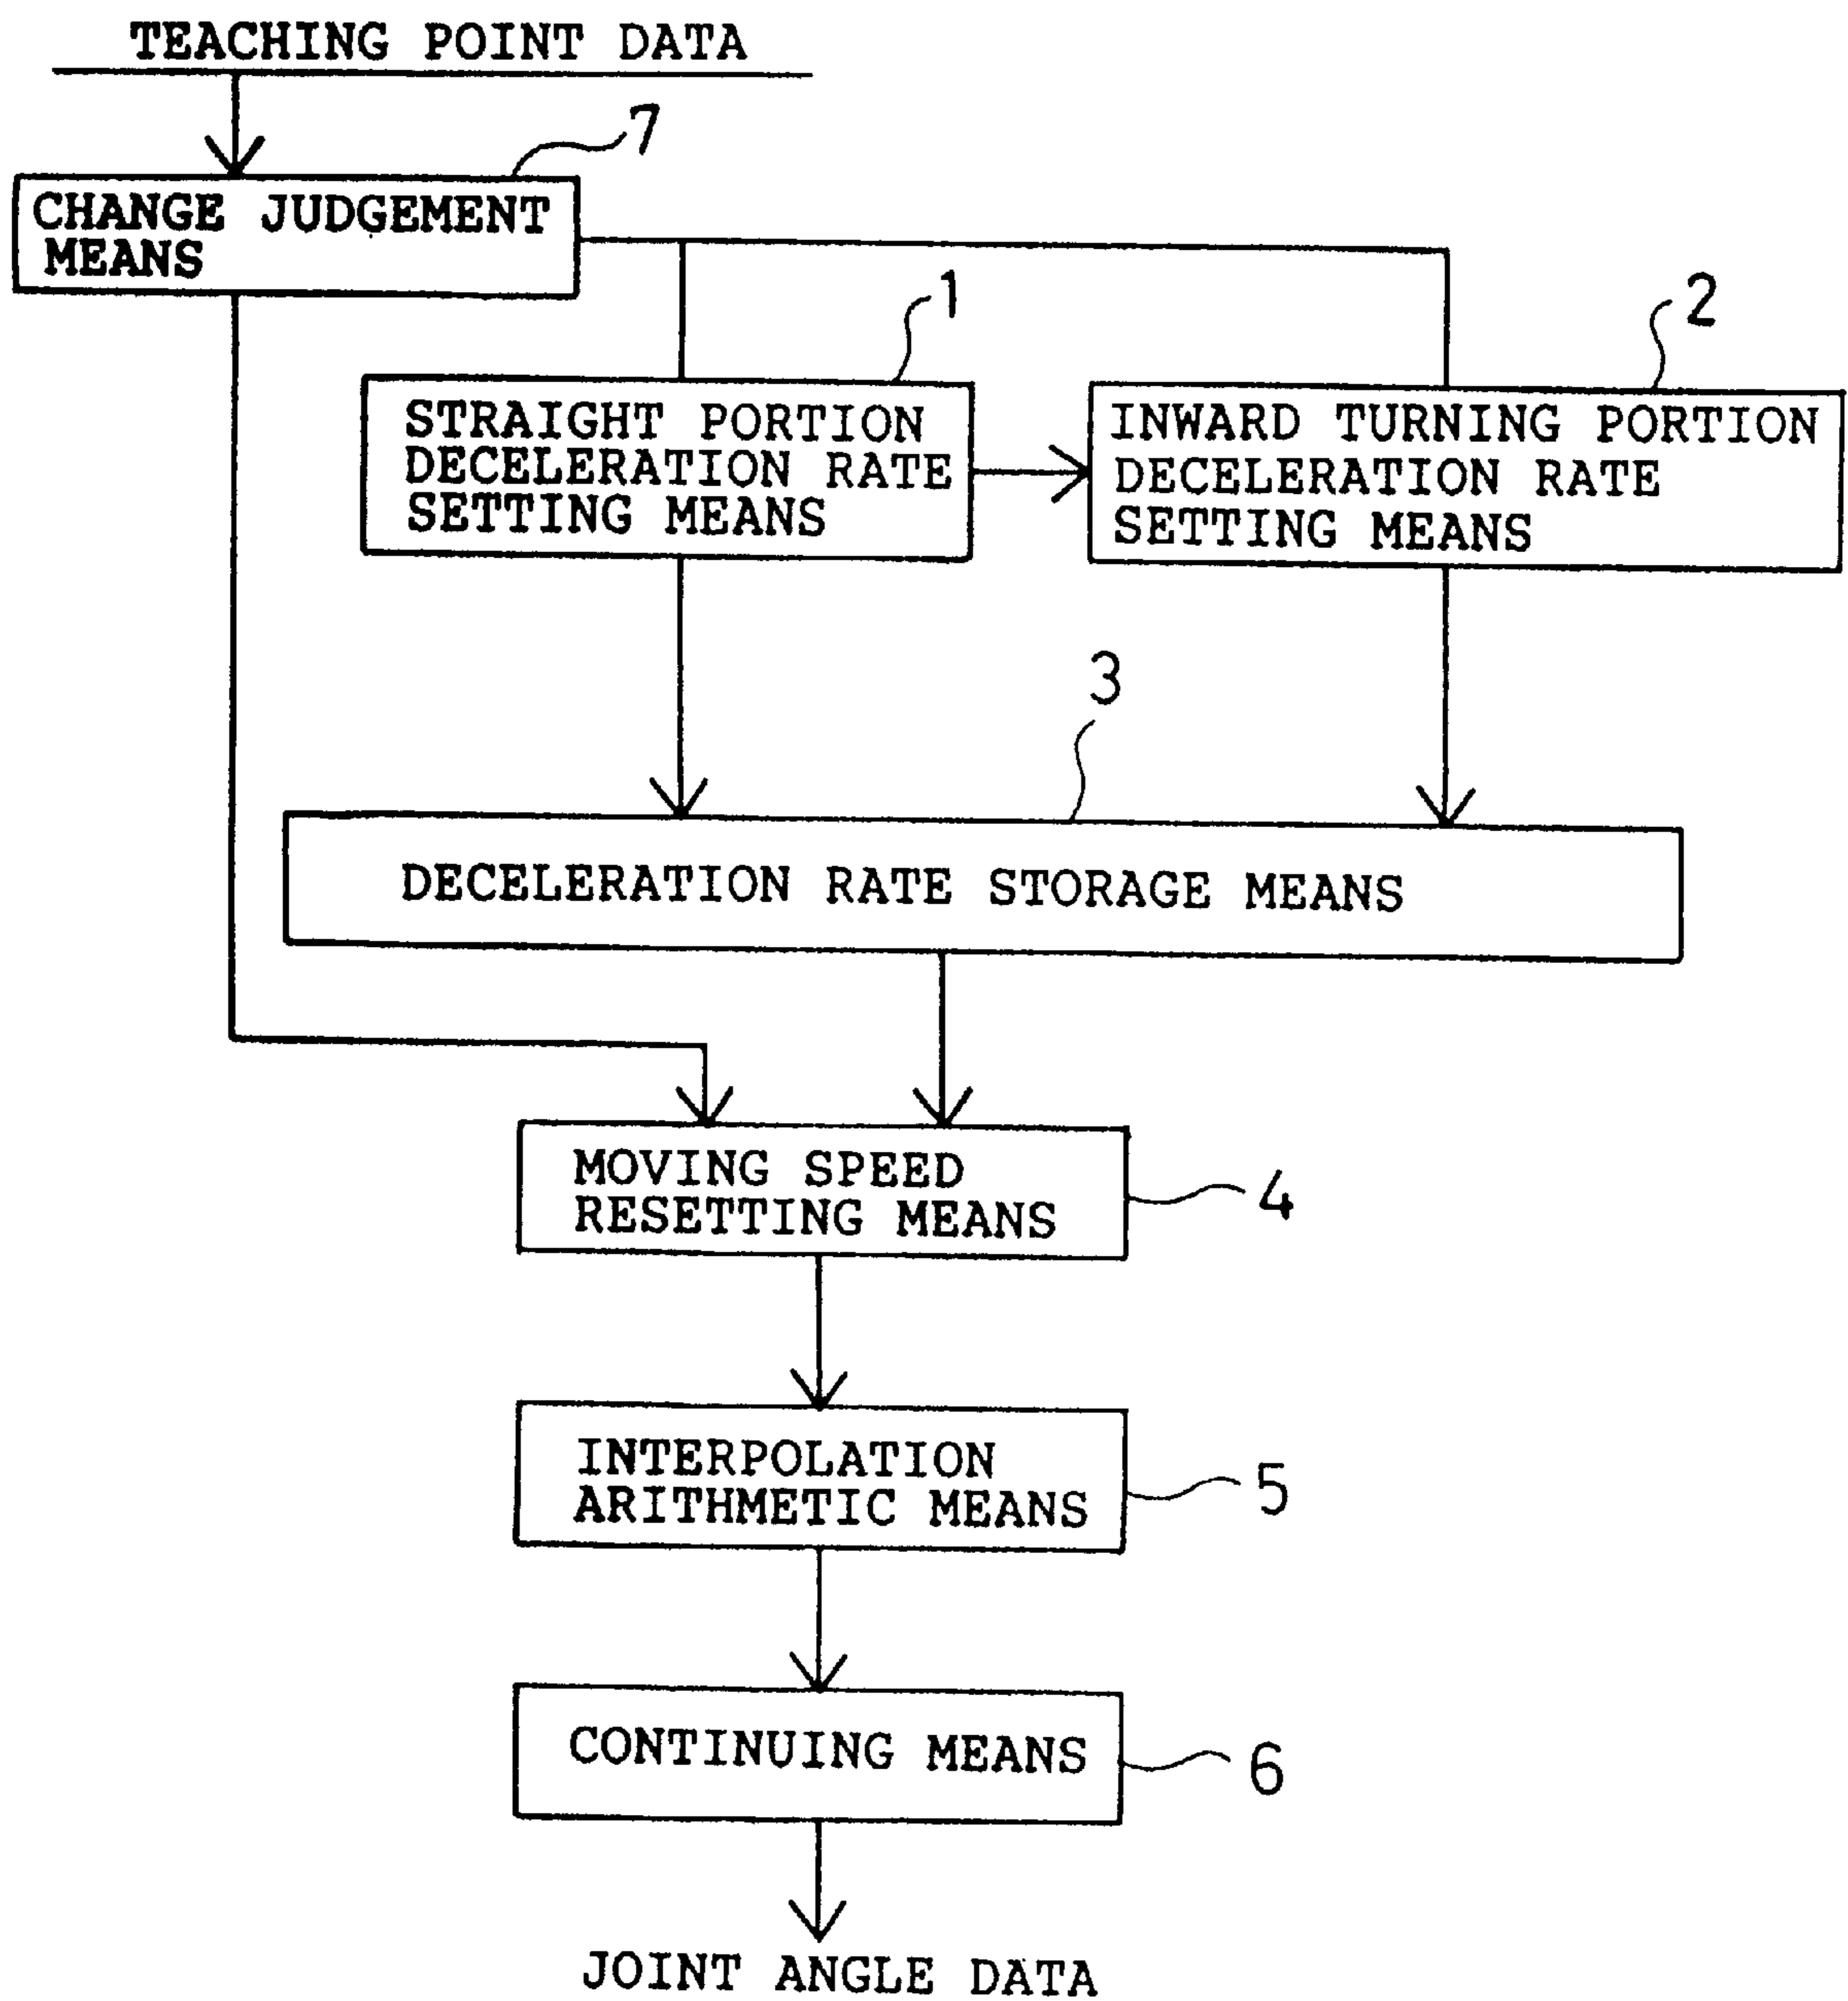 TEACHING POINT DATA
7
CHANGE JUDGEMENT
MEANS
1
2
STRAIGHT PORTION
DECELERATION RATE
SETTING MEANS
INWARD TURNING PORTION
DECELERATION RATE
SETTING MEANS
3
DECELERATION RATE STORAGE MEANS
MOVING SPEED
RESETTING MEANS
4
INTERPOLATION
ARITHMETIC MEANS
5
CONTINUING MEANS
6
JOINT ANGLE DATA